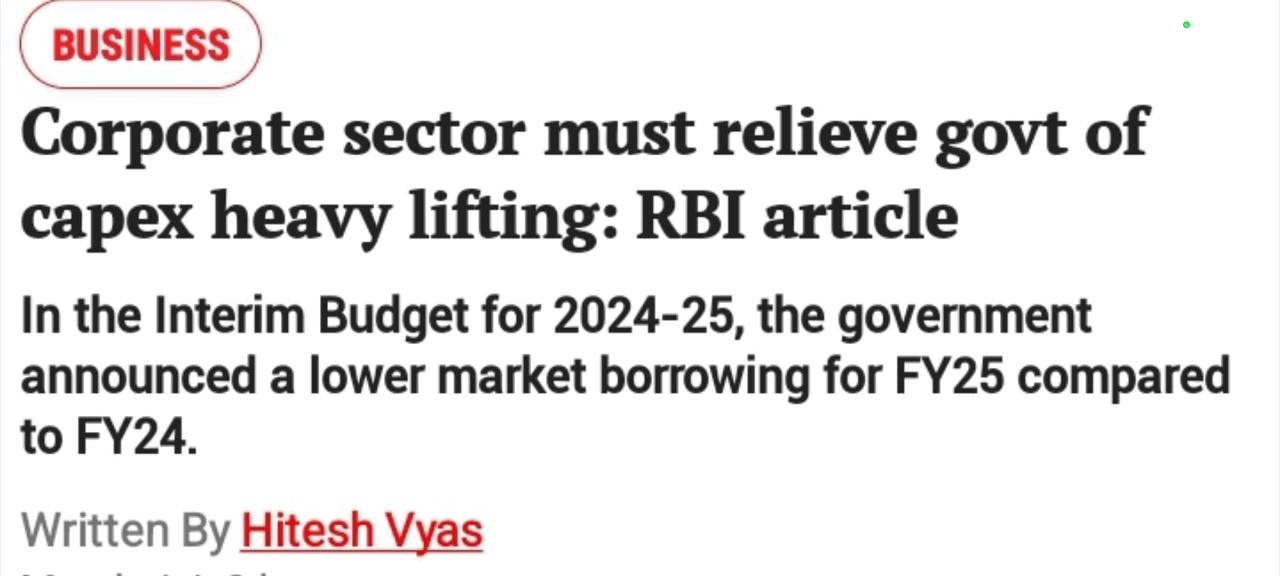 BUSINESS
Corporate sector must relieve govt of
capex heavy lifting: RBI article
In the Interim Budget for 2024-25, the government
announced a lower market borrowing for FY25 compared
to FY24.
Written By Hitesh Vyas